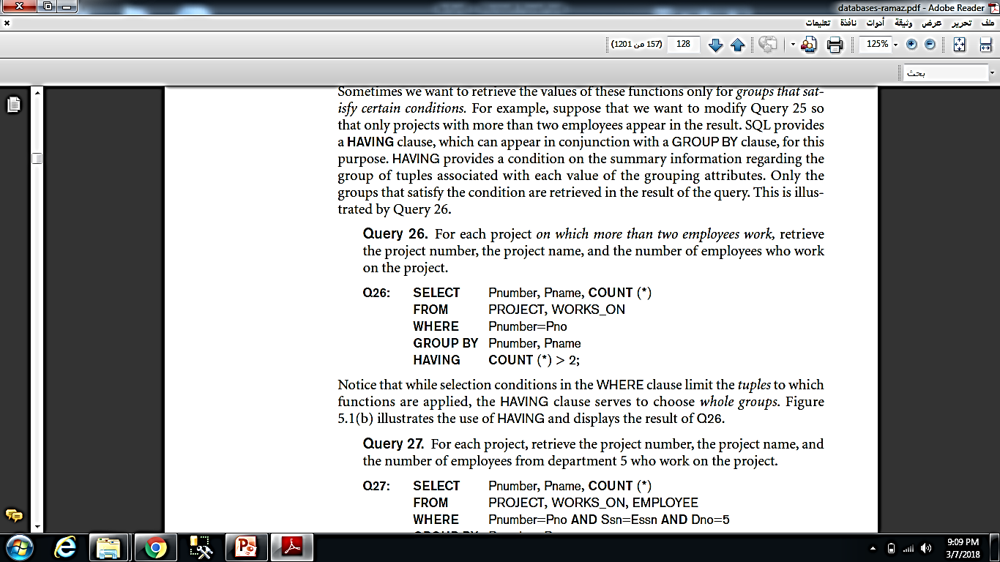 databases-ramaz.pdf - Adobe Reader
ملف تحرير عرض وثيقة أدوات نافذة تعليمات
(157 من 1201) 128 125%
بحث
Sometimes we want to retrieve the values of these functions only for groups that sat-
isfy certain conditions. For example, suppose that we want to modify Query 25 so
that only projects with more than two employees appear in the result. SQL provides
a HAVING clause, which can appear in conjunction with a GROUP BY clause, for this
purpose. HAVING provides a condition on the summary information regarding the
group of tuples associated with each value of the grouping attributes. Only the
groups that satisfy the condition are retrieved in the result of the query. This is illus-
trated by Query 26.
Query 26. For each project on which more than two employees work, retrieve
the project number, the project name, and the number of employees who work
on the project.
Q26: SELECT Pnumber, Pname, COUNT (*)
FROM PROJECT, WORKS_ON
WHERE Pnumber=Pno
GROUP BY Pnumber, Pname
HAVING COUNT (*) > 2;
Notice that while selection conditions in the WHERE clause limit the tuples to which
functions are applied, the HAVING clause serves to choose whole groups. Figure
5.1(b) illustrates the use of HAVING and displays the result of Q26.
Query 27. For each project, retrieve the project number, the project name, and
the number of employees from department 5 who work on the project.
Q27: SELECT Pnumber, Pname, COUNT (*)
FROM PROJECT, WORKS_ON, EMPLOYEE
WHERE Pnumber=Pno AND Ssn=Essn AND Dno=5
9:09 PM
3/7/2018